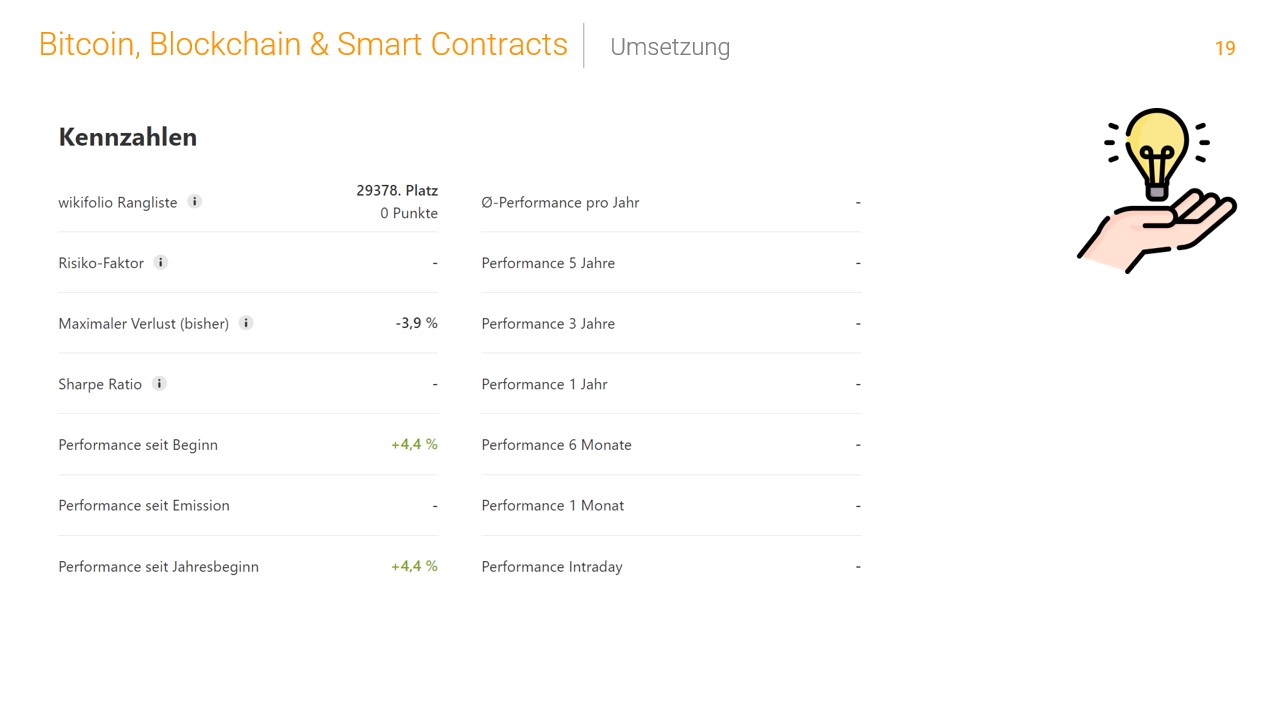 Bitcoin, Blockchain & Smart Contracts
Umsetzung
19
Kennzahlen
wikifolio Rangliste i
29378. Platz
0 Punkte
Risiko-Faktor i -
Maximaler Verlust (bisher) i -3,9 %
Sharpe Ratio i -
Performance seit Beginn +4,4 %
Performance seit Emission -
Performance seit Jahresbeginn +4,4 %
Ø-Performance pro Jahr -
Performance 5 Jahre -
Performance 3 Jahre -
Performance 1 Jahr -
Performance 6 Monate -
Performance 1 Monat -
Performance Intraday -